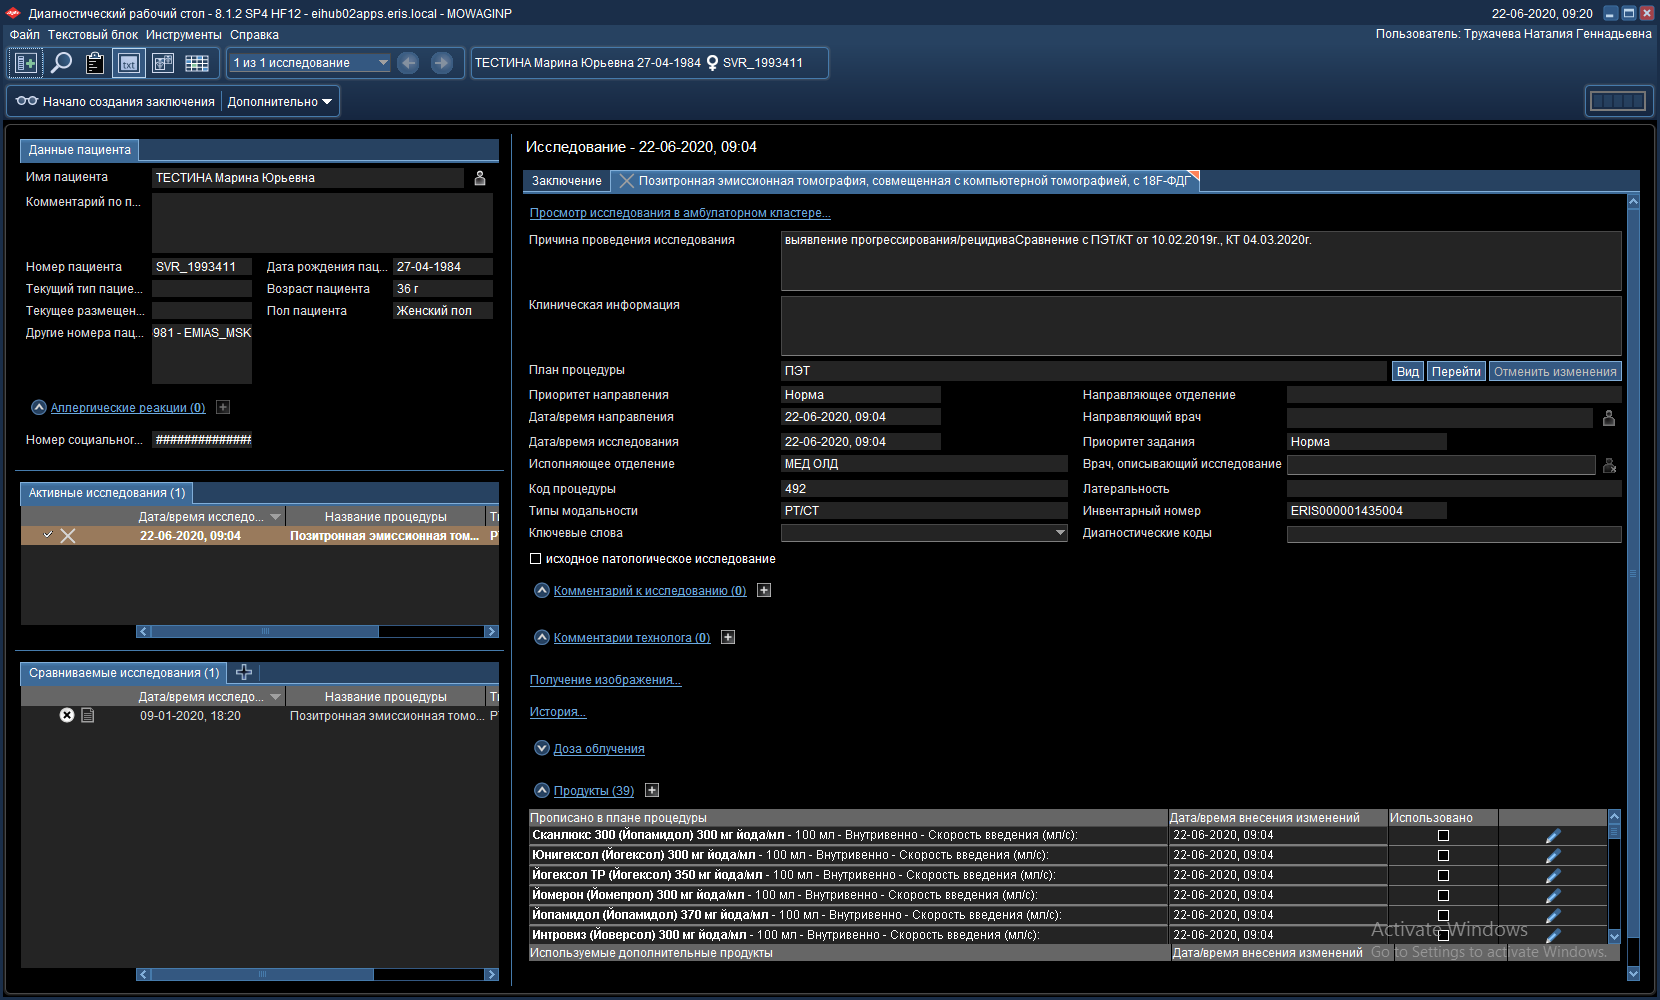 Диагностический рабочий стол - 8.1.2 SP4 HF12 - eihub02apps.eris.local - MOWAGINP
22-06-2020, 09:20
Файл Текстовый блок Инструменты Справка
Пользователь: Трухачева Наталия Геннадьевна
txt
1 из 1 исследование
ТЕСТИНА Марина Юрьевна 27-04-1984 SVR_1993411
Начало создания заключения Дополнительно
Данные пациента
Имя пациента ТЕСТИНА Марина Юрьевна
Комментарий по п...
Номер пациента SVR_1993411 Дата рождения пац... 27-04-1984
Текущий тип пацие... Возраст пациента 36 г
Текущее размещен... Пол пациента Женский пол
Другие номера пац... 981 - EMIAS_MSK
Аллергические реакции (0)
Номер социальног... ##############
Активные исследования (1)
Дата/время исследо... Название процедуры
22-06-2020, 09:04 Позитронная эмиссионная том...
Сравниваемые исследования (1)
Дата/время исследо... Название процедуры
09-01-2020, 18:20 Позитронная эмиссионная томо...
Исследование - 22-06-2020, 09:04
Заключение Позитронная эмиссионная томография, совмещенная с компьютерной томографией, с 18F-ФДГ
Просмотр исследования в амбулаторном кластере...
Причина проведения исследования выявление прогрессирования/рецидиваСравнение с ПЭТ/КТ от 10.02.2019г., КТ 04.03.2020г.
Клиническая информация
План процедуры ПЭТ Вид Перейти Отменить изменения
Приоритет направления Норма Направляющее отделение
Дата/время направления 22-06-2020, 09:04 Направляющий врач
Дата/время исследования 22-06-2020, 09:04 Приоритет задания Норма
Исполняющее отделение МЕД ОЛД Врач, описывающий исследование
Код процедуры 492 Латеральность
Типы модальности PT/CT Инвентарный номер ERIS000001435004
Ключевые слова Диагностические коды
исходное патологическое исследование
Комментарий к исследованию (0)
Комментарии технолога (0)
Получение изображения...
История...
Доза облучения
Продукты (39)
Прописано в плане процедуры Дата/время внесения изменений Использовано
Сканлюкс 300 (Йопамидол) 300 мг йода/мл - 100 мл - Внутривенно - Скорость введения (мл/с): 22-06-2020, 09:04
Юнигексол (Йогексол) 300 мг йода/мл - 100 мл - Внутривенно - Скорость введения (мл/с): 22-06-2020, 09:04
Йогексол ТР (Йогексол) 350 мг йода/мл - 100 мл - Внутривенно - Скорость введения (мл/с): 22-06-2020, 09:04
Йомерон (Йомепрол) 300 мг йода/мл - 100 мл - Внутривенно - Скорость введения (мл/с): 22-06-2020, 09:04
Йопамидол (Йопамидол) 370 мг йода/мл - 100 мл - Внутривенно - Скорость введения (мл/с): 22-06-2020, 09:04
Интровиз (Йоверсол) 300 мг йода/мл - 100 мл - Внутривенно - Скорость введения (мл/с): 22-06-2020, 09:04
Используемые дополнительные продукты Дата/время внесения изменений
Activate Windows
Go to Settings to activate Windows.